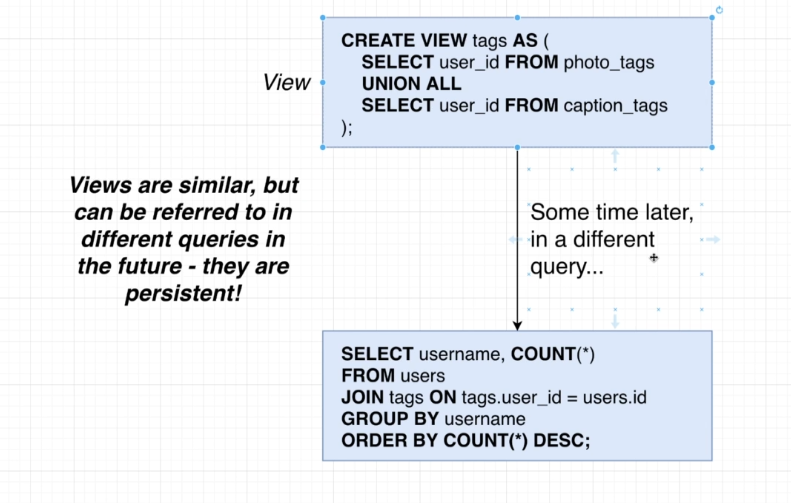 CREATE VIEW tags AS (
SELECT user_id FROM photo_tags
UNION ALL
SELECT user_id FROM caption_tags
);
View
Views are similar, but
can be referred to in
different queries in
the future - they are
persistent!
Some time later,
in a different
query...
SELECT username, COUNT(*)
FROM users
JOIN tags ON tags.user_id = users.id
GROUP BY username
ORDER BY COUNT(*) DESC;